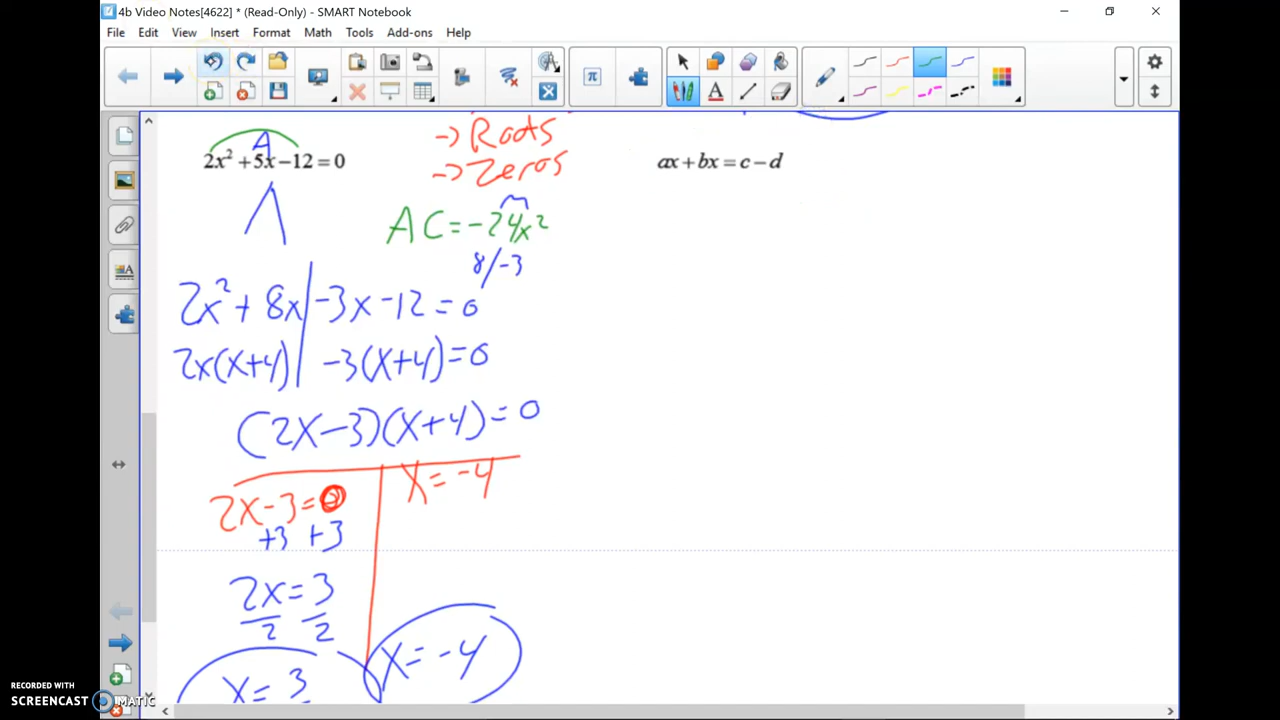 4b Video Notes[4622] * (Read-Only) - SMART Notebook
File Edit View Insert Format Math Tools Add-ons Help
→ Roots
→ Zeros
A
2x² + 5x − 12 = 0
AC = -24x²
8/-3
2x² + 8x | -3x - 12 = 0
2x(x+4) | -3(x+4) = 0
(2x-3)(x+4) = 0
2x-3=0
+3 +3
2x = 3
2 2
x = 3
x = -4
x = -4
ax + bx = c − d
RECORDED WITH
SCREENCAST MATIC